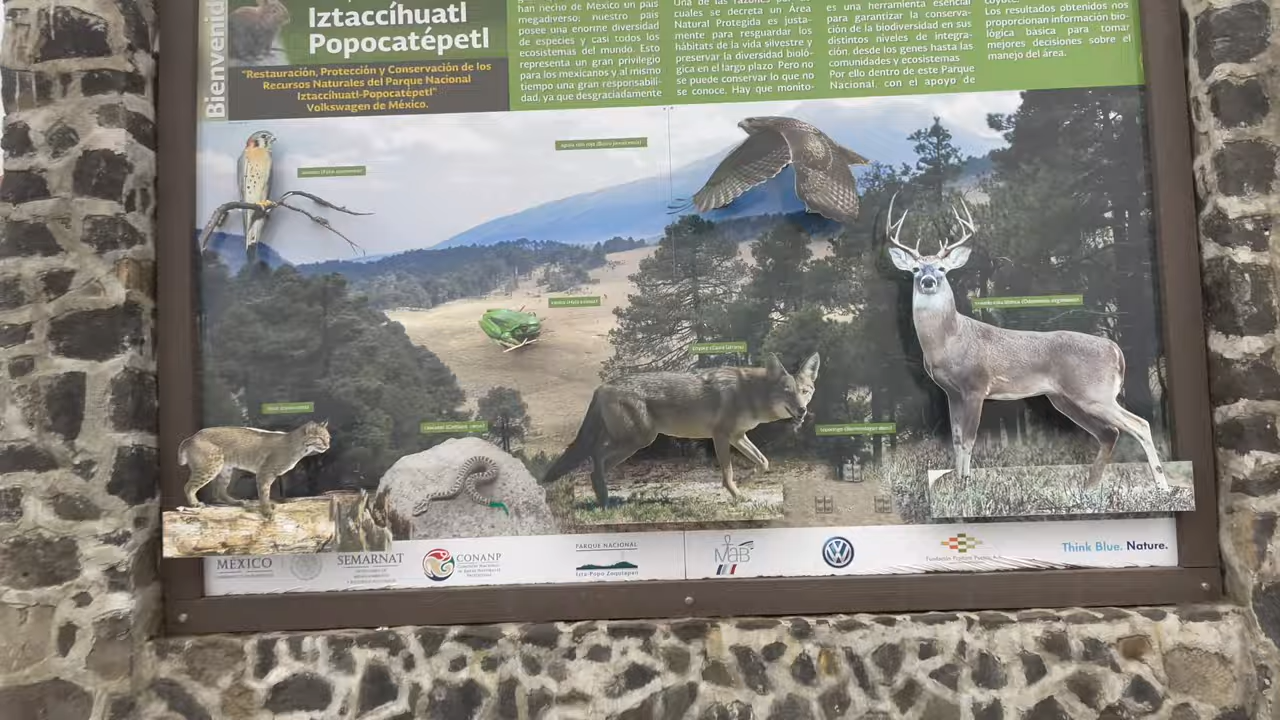 Bienvenid
Iztaccíhuatl
Popocatépetl
"Restauración, Protección y Conservación de los
Recursos Naturales del Parque Nacional
Iztaccíhuatl-Popocatépetl"
Volkswagen de México.
han hecho de México un país
megadiverso; nuestro país
posee una enorme diversidad
de especies y casi todos los
ecosistemas del mundo. Esto
representa un gran privilegio
para los mexicanos y al mismo
tiempo una gran responsabili-
dad, ya que desgraciadamente
cuales se decreta un Área
Natural Protegida es justa-
mente para resguardar los
hábitats de la vida silvestre y
preservar la diversidad bioló-
gica en el largo plazo. Pero no
se puede conservar lo que no
se conoce. Hay que monito-
es una herramienta esencial
para garantizar la conserva-
ción de la biodiversidad en sus
distintos niveles de integra-
ción, desde los genes hasta las
comunidades y ecosistemas
Por ello dentro de este Parque
Nacional, con el apoyo de
coyote.
Los resultados obtenidos nos
proporcionan información bio-
lógica básica para tomar
mejores decisiones sobre el
manejo del área.
MÉXICO
SEMARNAT
CONANP
PARQUE NACIONAL
Izta-Popo Zoquiapan
MaB
VW
Think Blue. Nature.